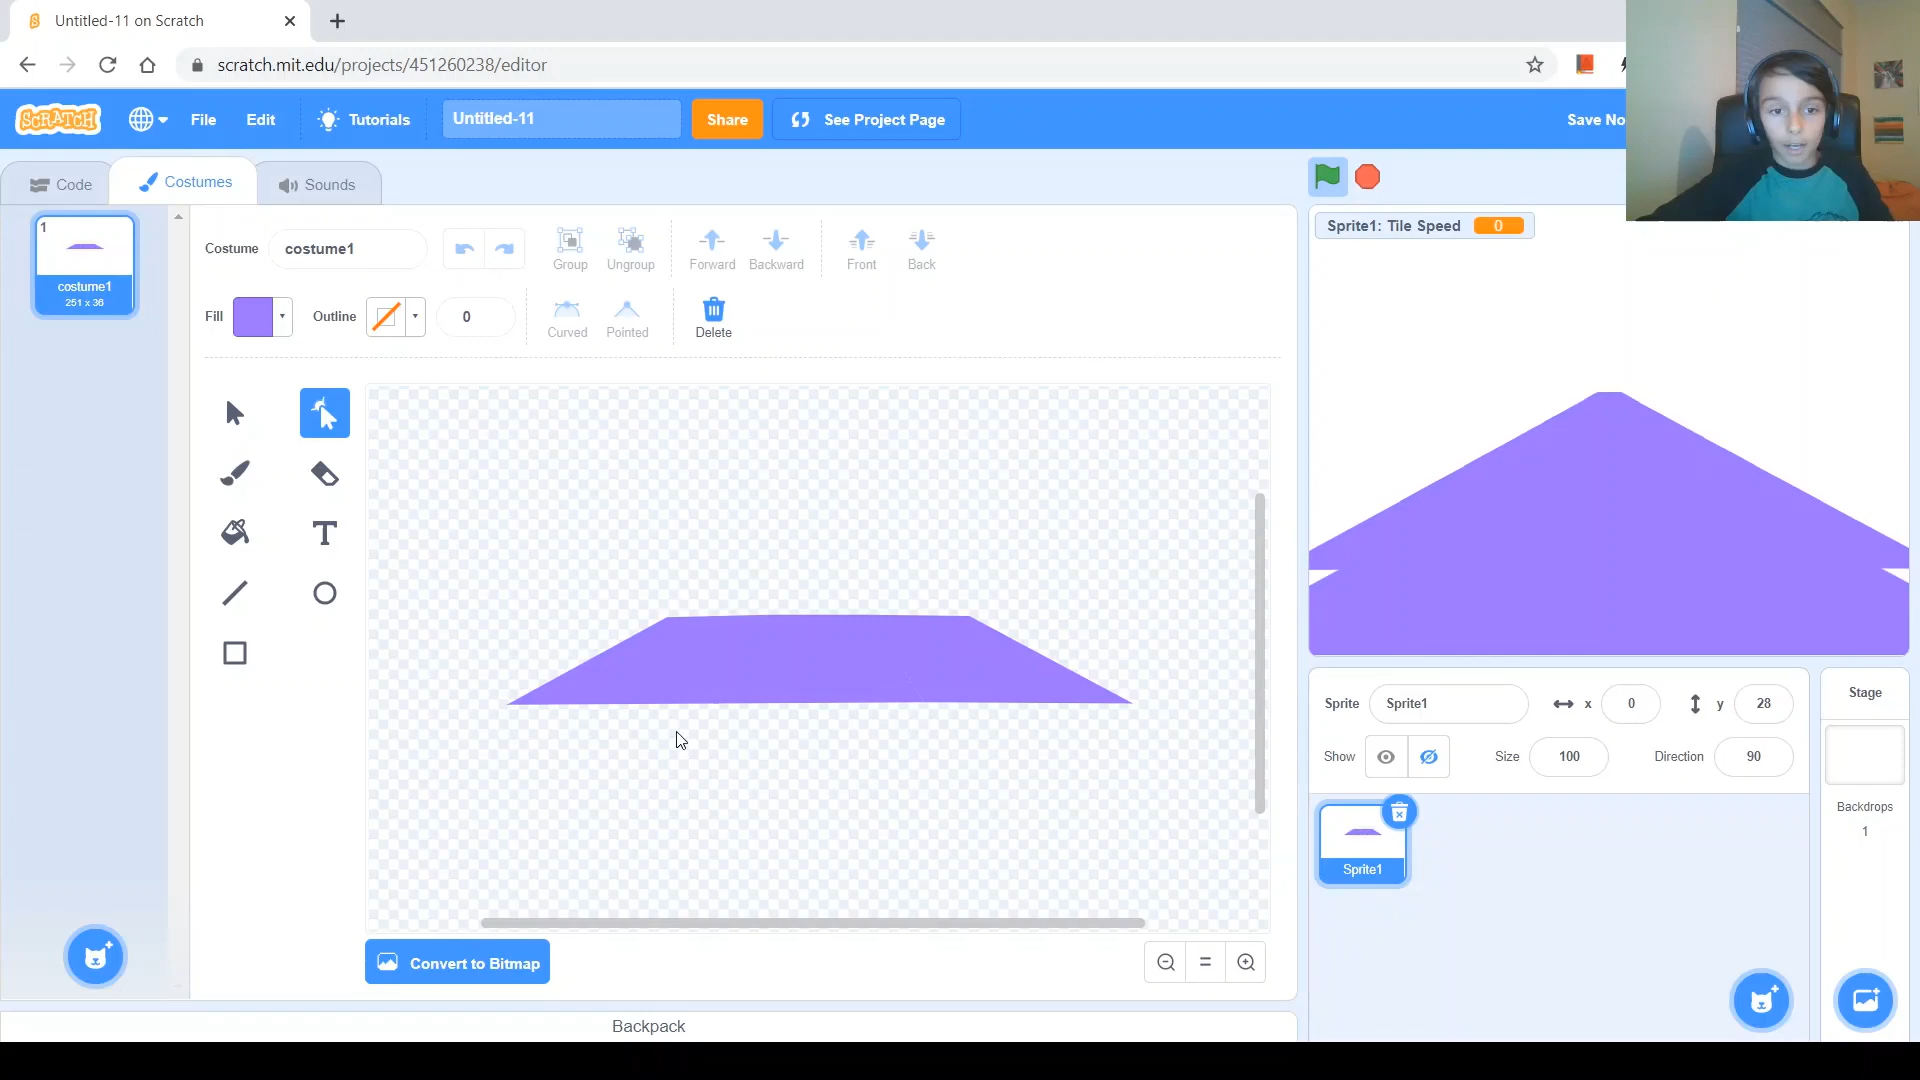 Untitled-11 on Scratch
scratch.mit.edu/projects/451260238/editor
SCRATCH
File
Edit
Tutorials
Untitled-11
Share
See Project Page
Save No
Code
Costumes
Sounds
Sprite1: Tile Speed 0
1
costume1
251 x 36
Costume
costume1
Group
Ungroup
Forward
Backward
Front
Back
Fill
Outline
0
Curved
Pointed
Delete
Convert to Bitmap
Backpack
Sprite
Sprite1
x
0
y
28
Show
Size
100
Direction
90
Sprite1
Stage
Backdrops
1